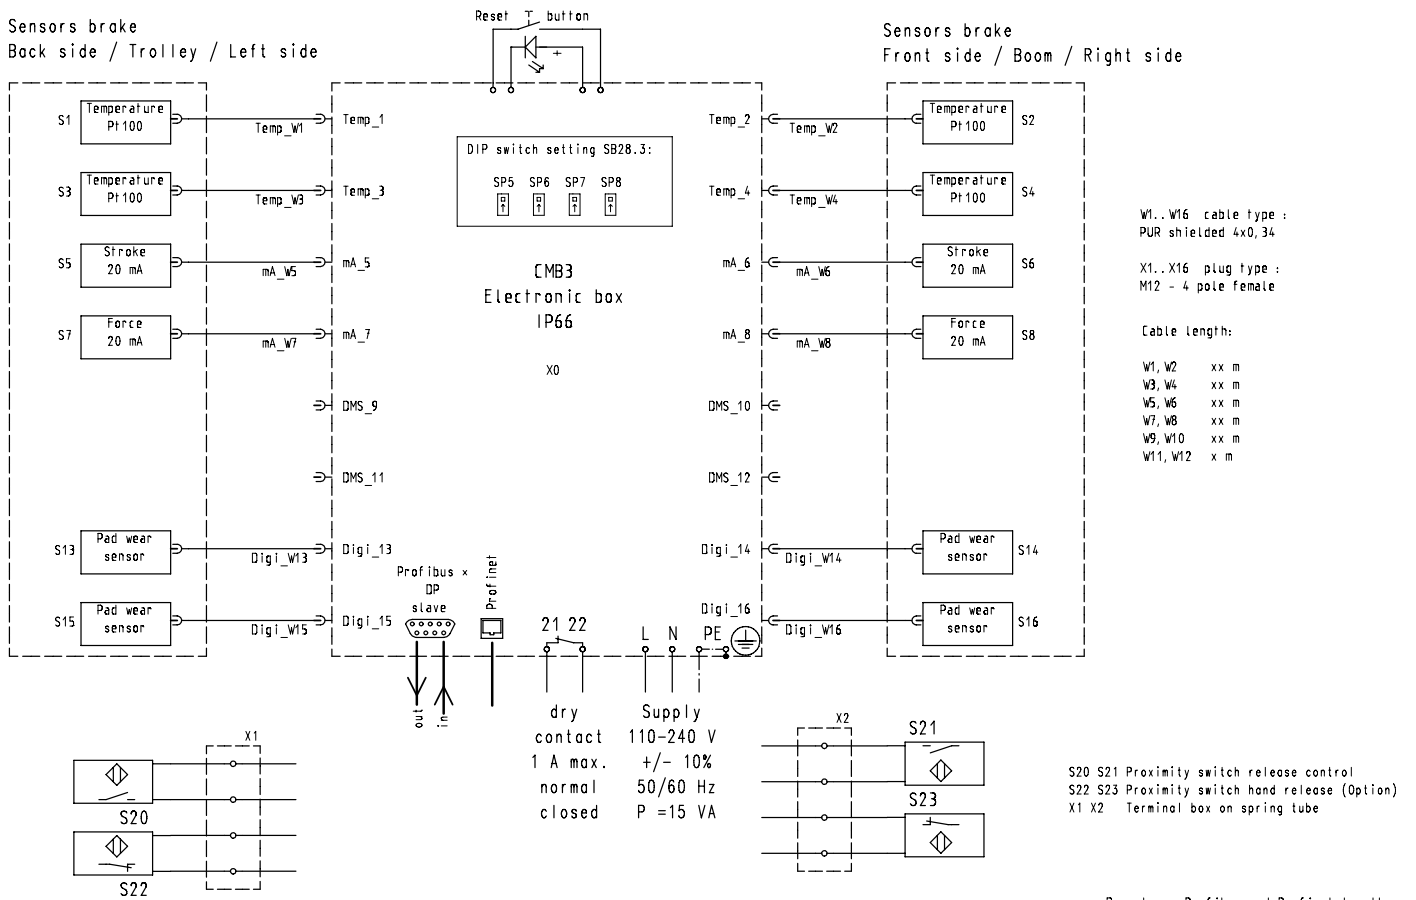 Sensors brake
Back side / Trolley / Left side
Reset button
+
Sensors brake
Front side / Boom / Right side
S1
Temperature
Pt100
Temp_W1
Temp_1
S3
Temperature
Pt100
Temp_W3
Temp_3
S5
Stroke
20 mA
mA_W5
mA_5
S7
Force
20 mA
mA_W7
mA_7
DMS_9
DMS_11
S13
Pad wear
sensor
Digi_W13
Digi_13
S15
Pad wear
sensor
Digi_W15
Digi_15
DIP switch setting SB28.3:
SP5 SP6 SP7 SP8
CMB3
Electronic box
IP66
X0
Temp_2
Temp_W2
Temperature
Pt100
S2
Temp_4
Temp_W4
Temperature
Pt100
S4
mA_6
mA_W6
Stroke
20 mA
S6
mA_8
mA_W8
Force
20 mA
S8
DMS_10
DMS_12
Digi_14
Digi_W14
Pad wear
sensor
S14
Digi_16
Digi_W16
Pad wear
sensor
S16
Profibus x
DP
slave
Profinet
out
in
21 22
L N PE
dry
contact
1 A max.
normal
closed
Supply
110-240 V
+/- 10%
50/60 Hz
P =15 VA
W1..W16 cable type :
PUR shielded 4x0,34
X1..X16 plug type :
M12 - 4 pole female
Cable length:
W1, W2 xx m
W3, W4 xx m
W5, W6 xx m
W7, W8 xx m
W9, W10 xx m
W11, W12 x m
X1
S20
S22
X2
S21
S23
S20 S21 Proximity switch release control
S22 S23 Proximity switch hand release (Option)
X1 X2 Terminal box on spring tube